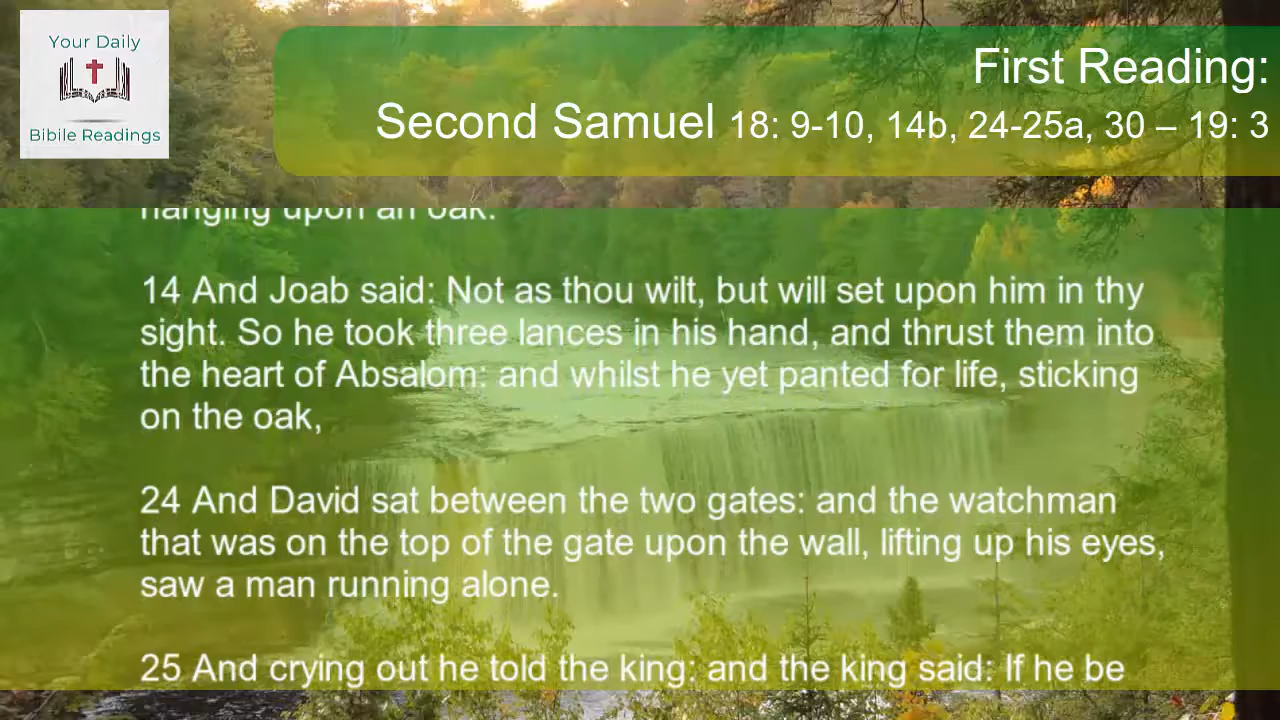 Your Daily
Bibile Readings
First Reading:
Second Samuel 18: 9-10, 14b, 24-25a, 30 – 19: 3
hanging upon an oak.
14 And Joab said: Not as thou wilt, but will set upon him in thy
sight. So he took three lances in his hand, and thrust them into
the heart of Absalom: and whilst he yet panted for life, sticking
on the oak,
24 And David sat between the two gates: and the watchman
that was on the top of the gate upon the wall, lifting up his eyes,
saw a man running alone.
25 And crying out he told the king: and the king said: If he be